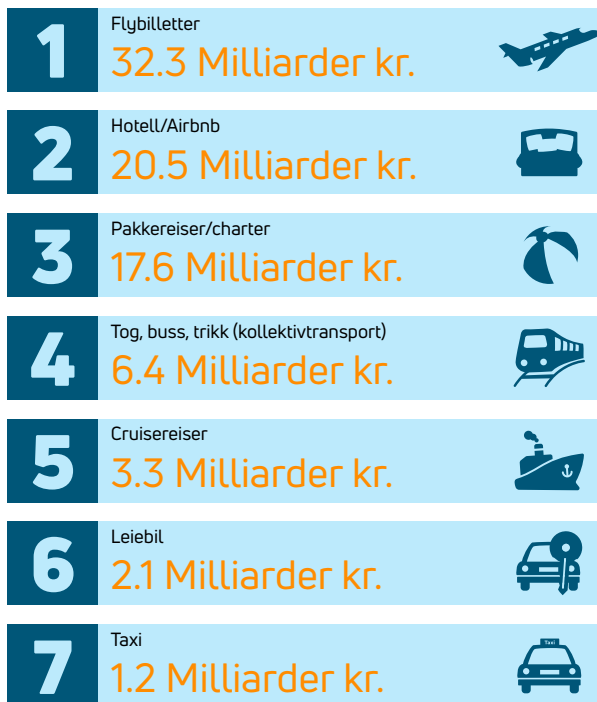 1
Flybilletter
32.3 Milliarder kr.
2
Hotell/Airbnb
20.5 Milliarder kr.
3
Pakkereiser/charter
17.6 Milliarder kr.
4
Tog, buss, trikk (kollektivtransport)
6.4 Milliarder kr.
5
Cruisereiser
3.3 Milliarder kr.
6
Leiebil
2.1 Milliarder kr.
7
Taxi
1.2 Milliarder kr.
Taxi